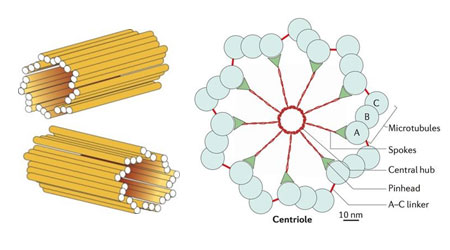 C
B
A
Microtubules
Spokes
Central hub
Pinhead
A–C linker
Centriole
10 nm